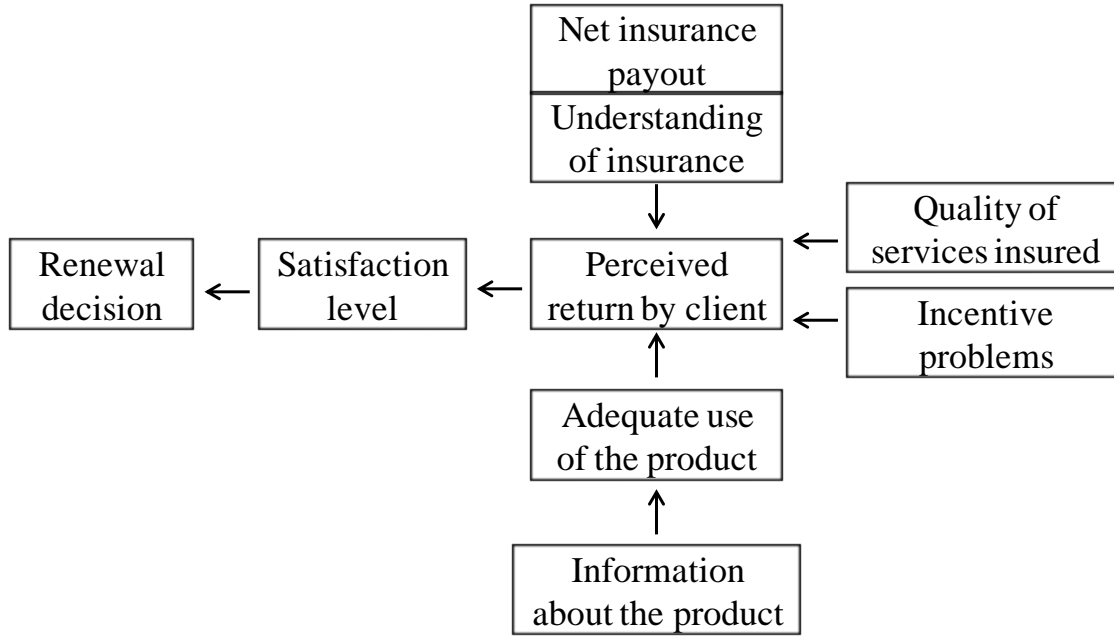 Net insurance
payout
Understanding
of insurance
Quality of
services insured
Renewal
decision
Satisfaction
level
Perceived
return by client
Incentive
problems
Adequate use
of the product
Information
about the product